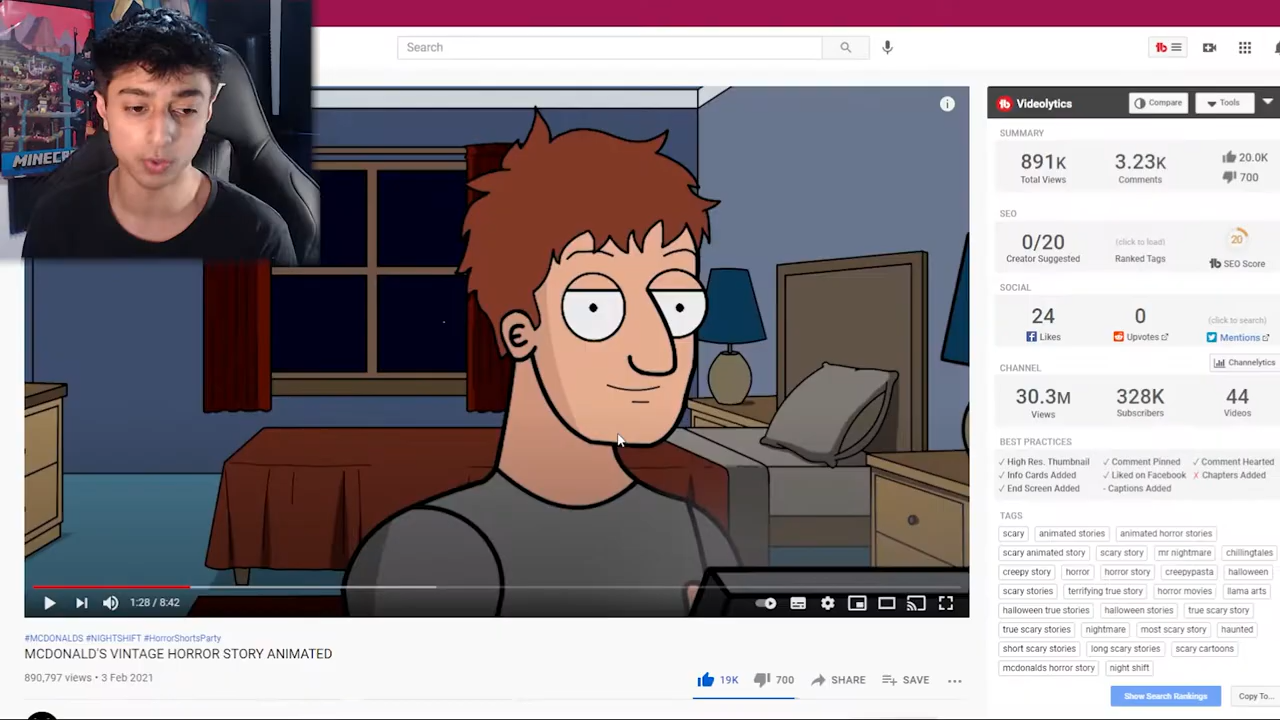 MINEC
Search
tb
Videolytics
Compare
Tools
SUMMARY
891K
Total Views
3.23K
Comments
20.0K
700
SEO
0/20
Creator Suggested
(click to load)
Ranked Tags
20
tb SEO Score
SOCIAL
24
Likes
0
Upvotes
(click to search)
Mentions
Channelytics
CHANNEL
30.3M
Views
328K
Subscribers
44
Videos
BEST PRACTICES
✓ High Res. Thumbnail ✓ Comment Pinned ✓ Comment Hearted
✓ Info Cards Added ✓ Liked on Facebook ✗ Chapters Added
✓ End Screen Added - Captions Added
TAGS
scary animated stories animated horror stories
scary animated story scary story mr nightmare chillingtales
creepy story horror horror story creepypasta halloween
scary stories terrifying true story horror movies llama arts
halloween true stories halloween stories true scary story
true scary stories nightmare most scary story haunted
short scary stories long scary stories scary cartoons
mcdonalds horror story night shift
Show Search Rankings
Copy To...
1:28 / 8:42
#MCDONALDS #NIGHTSHIFT #HorrorShortsParty
MCDONALD'S VINTAGE HORROR STORY ANIMATED
890,797 views • 3 Feb 2021
19K
700
SHARE
SAVE